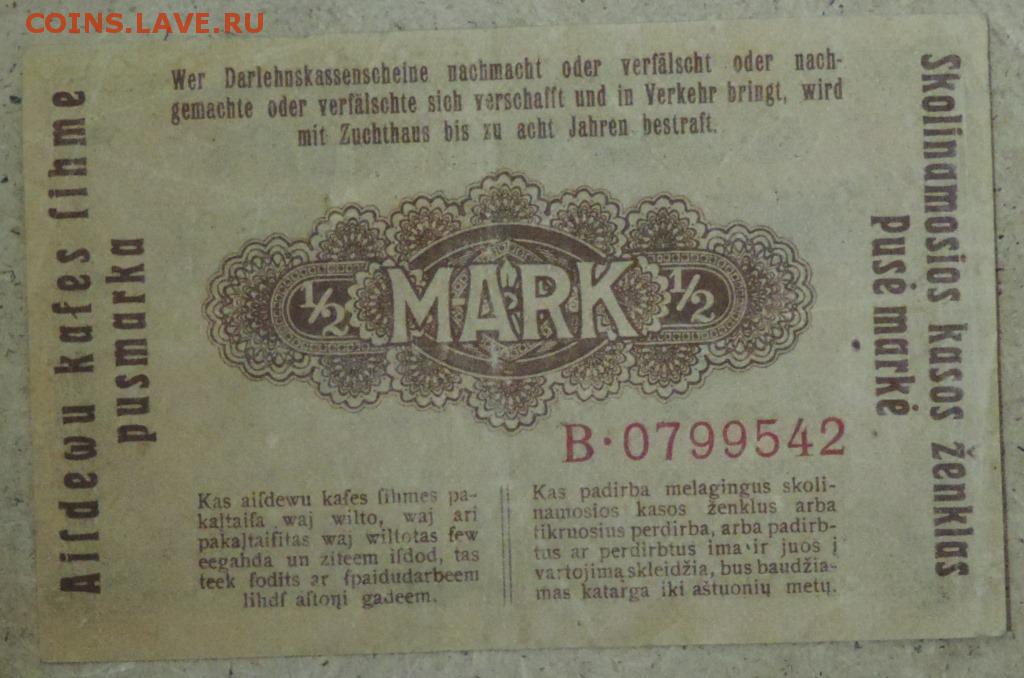 COINS.LAVE.RU
Wer Darlehnskassenscheine nachmacht oder verfälscht oder nach-
gemachte oder verfälschte sich verschafft und in Verkehr bringt, wird
mit Zuchthaus bis zu acht Jahren bestraft.
Aiſdewu kaſes ſihme
pusmarka
½ MARK ½
Skolinamosios kasos ženklas
Pusė markė
B·0799542
Kas aiſdewu kaſes ſihmes pa-
kaļtaiſa waj wilto, waj ari
pakaļtaiſitas waj wiltotas ſew
eegahda un ziteem iſdod, tas
teek ſodits ar ſpaidudarbeem
lihdſ aſtoņi gadeem.
Kas padirba melagingus skoli-
namosios kasos ženklus arba
tikruosius perdirba, arba padirb-
tus ar perdirbtus ima ir juos į
vartojimą skleidžia, bus baudžia-
mas katarga iki aštuonių metų.